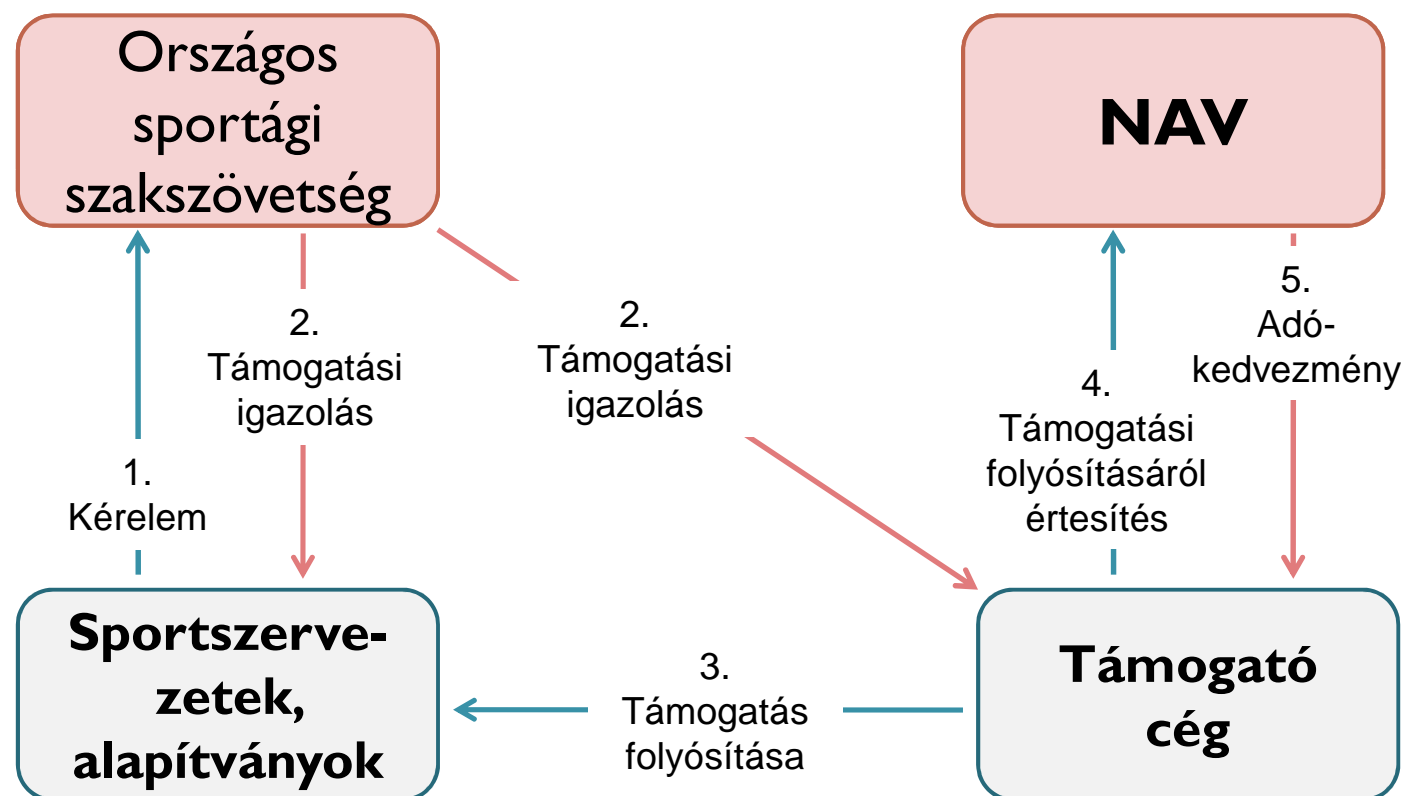 Országos
sportági
szakszövetség
NAV
2.
Támogatási
igazolás
2.
Támogatási
igazolás
5.
Adó-
kedvezmény
1.
Kérelem
4.
Támogatási
folyósításáról
értesítés
Sportszerve-
zetek,
alapítványok
3.
Támogatás
folyósítása
Támogató
cég